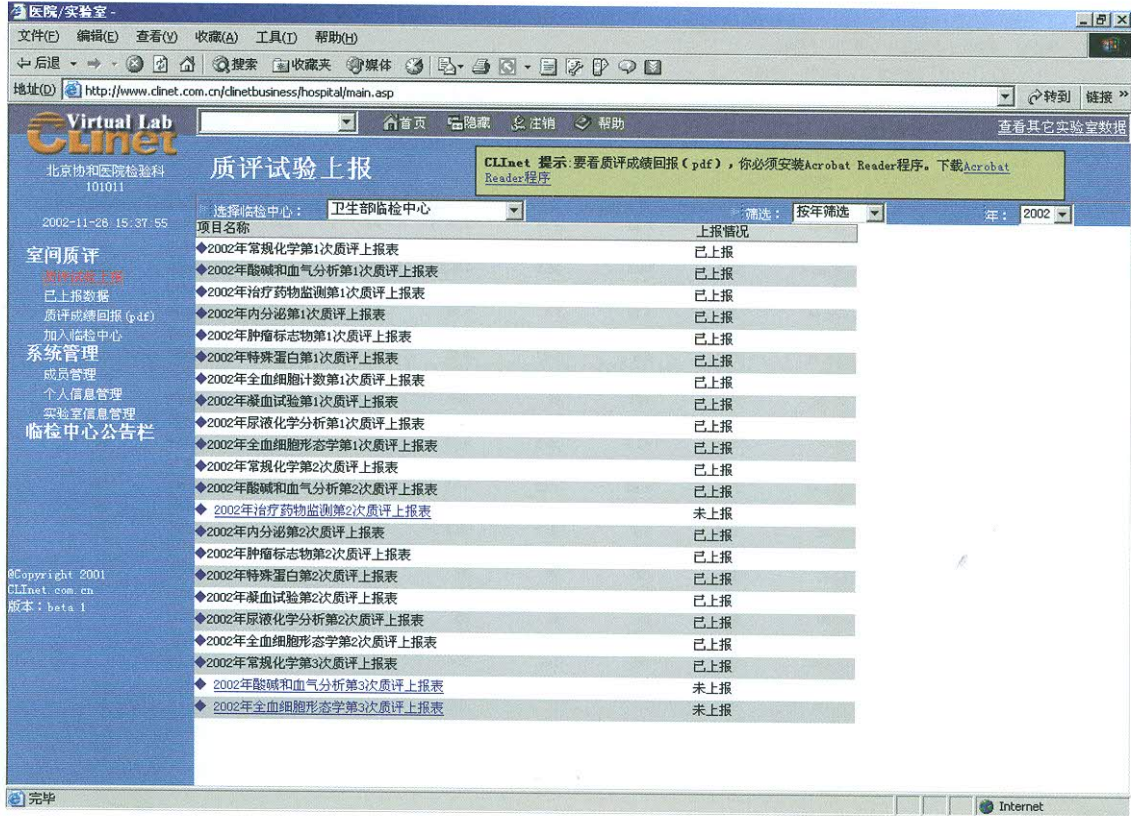 医院/实验室 -
文件(F) 编辑(E) 查看(V) 收藏(A) 工具(T) 帮助(H)
后退 搜索 收藏夹 媒体
地址(D) http://www.clinet.com.cn/clinetbusiness/hospital/main.asp 转到 链接 »
Virtual Lab
CLInet
首页 隐藏 注销 帮助 查看其它实验室数据
北京协和医院检验科
101011
质评试验上报
CLInet 提示:要看质评成绩回报(pdf),你必须安装Acrobat Reader程序。下载Acrobat
Reader程序
2002-11-26 15:37:55
选择临检中心: 卫生部临检中心 筛选: 按年筛选 年: 2002
室间质评
质评试验上报
已上报数据
质评成绩回报(pdf)
加入临检中心
系统管理
成员管理
个人信息管理
实验室信息管理
临检中心公告栏
@Copyright 2001
CLInet.com.cn
版本:beta 1
项目名称 上报情况
◆2002年常规化学第1次质评上报表 已上报
◆2002年酸碱和血气分析第1次质评上报表 已上报
◆2002年治疗药物监测第1次质评上报表 已上报
◆2002年内分泌第1次质评上报表 已上报
◆2002年肿瘤标志物第1次质评上报表 已上报
◆2002年特殊蛋白第1次质评上报表 已上报
◆2002年全血细胞计数第1次质评上报表 已上报
◆2002年凝血试验第1次质评上报表 已上报
◆2002年尿液化学分析第1次质评上报表 已上报
◆2002年全血细胞形态学第1次质评上报表 已上报
◆2002年常规化学第2次质评上报表 已上报
◆2002年酸碱和血气分析第2次质评上报表 已上报
◆ 2002年治疗药物监测第2次质评上报表 未上报
◆2002年内分泌第2次质评上报表 已上报
◆2002年肿瘤标志物第2次质评上报表 已上报
◆2002年特殊蛋白第2次质评上报表 已上报
◆2002年凝血试验第2次质评上报表 已上报
◆2002年尿液化学分析第2次质评上报表 已上报
◆2002年全血细胞形态学第2次质评上报表 已上报
◆2002年常规化学第3次质评上报表 已上报
◆ 2002年酸碱和血气分析第3次质评上报表 未上报
◆ 2002年全血细胞形态学第3次质评上报表 未上报
完毕 Internet